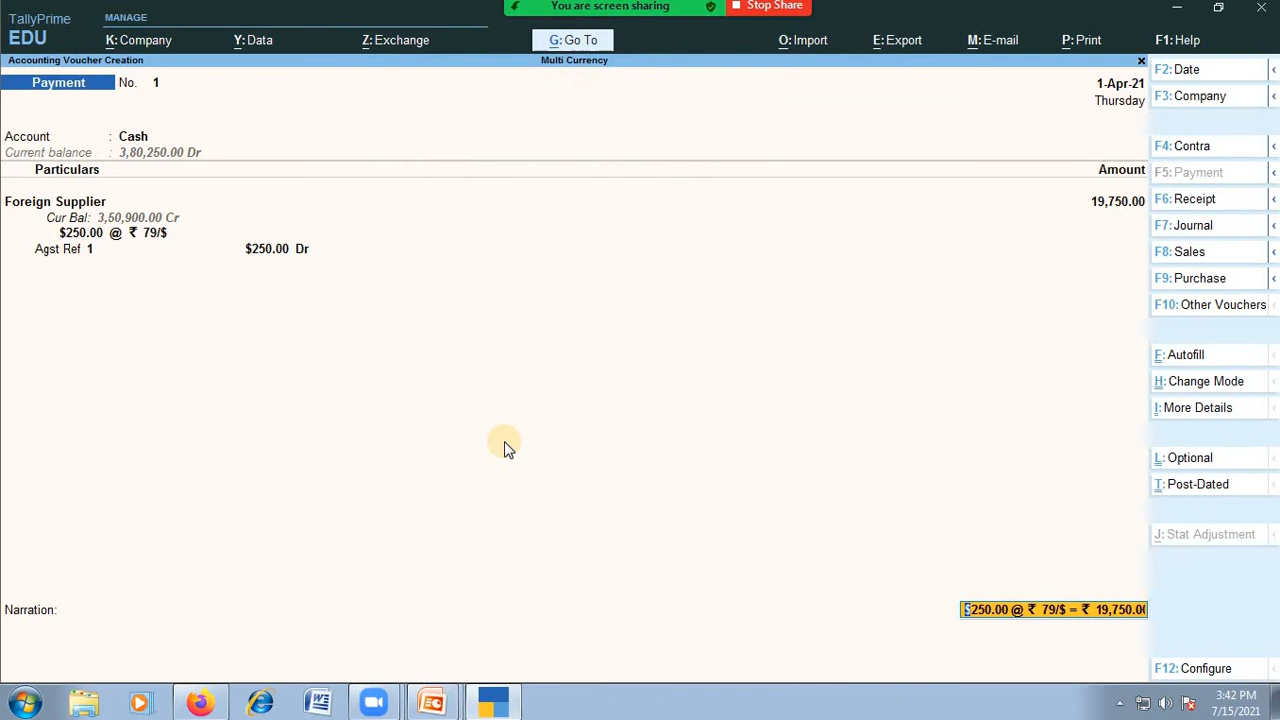 TallyPrime
EDU
MANAGE
You are screen sharing
Stop Share
K: Company
Y: Data
Z: Exchange
G: Go To
O: Import
E: Export
M: E-mail
P: Print
F1: Help
Accounting Voucher Creation
Multi Currency
Payment No. 1
1-Apr-21
Thursday
Account : Cash
Current balance : 3,80,250.00 Dr
Particulars
Amount
Foreign Supplier
19,750.00
Cur Bal: 3,50,900.00 Cr
$250.00 @ ₹ 79/$
Agst Ref 1 $250.00 Dr
Narration:
$250.00 @ ₹ 79/$ = ₹ 19,750.00
F2: Date
F3: Company
F4: Contra
F5: Payment
F6: Receipt
F7: Journal
F8: Sales
F9: Purchase
F10: Other Vouchers
F: Autofill
H: Change Mode
I: More Details
L: Optional
T: Post-Dated
J: Stat Adjustment
F12: Configure
3:42 PM
7/15/2021